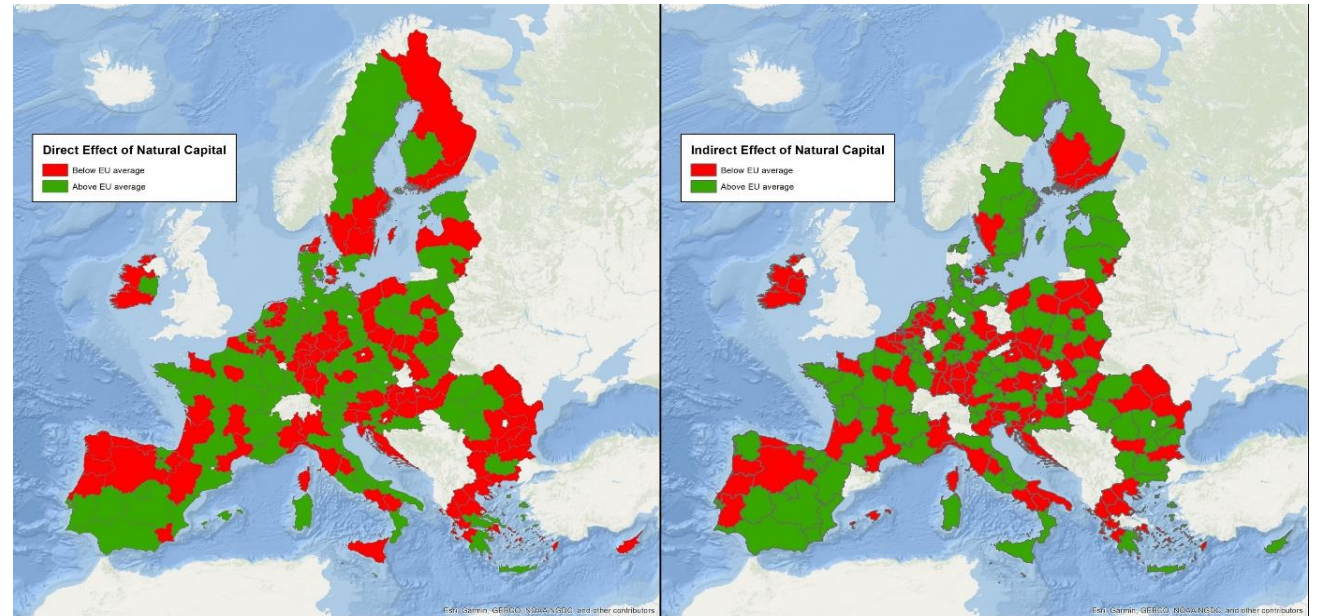 Direct Effect of Natural Capital
Below EU average
Above EU average
Esri, Garmin, GEBCO, NOAA NGDC, and other contributors
Indirect Effect of Natural Capital
Below EU average
Above EU average
Esri, Garmin, GEBCO, NOAA NGDC, and other contributors